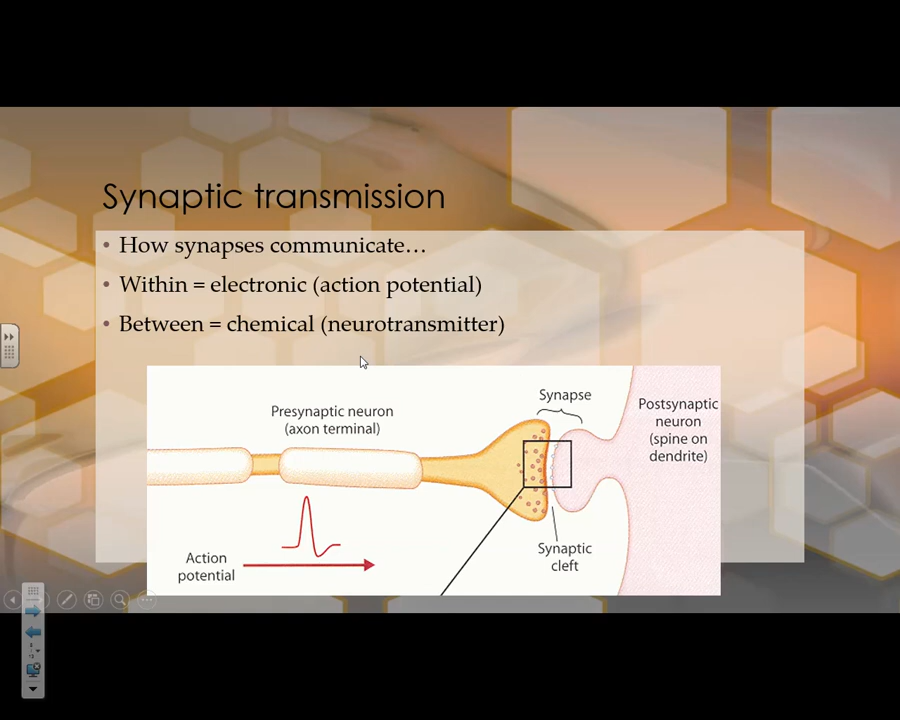 Synaptic transmission
• How synapses communicate…
• Within = electronic (action potential)
• Between = chemical (neurotransmitter)
Synapse
Presynaptic neuron
(axon terminal)
Postsynaptic
neuron
(spine on
dendrite)
Action
potential
Synaptic
cleft